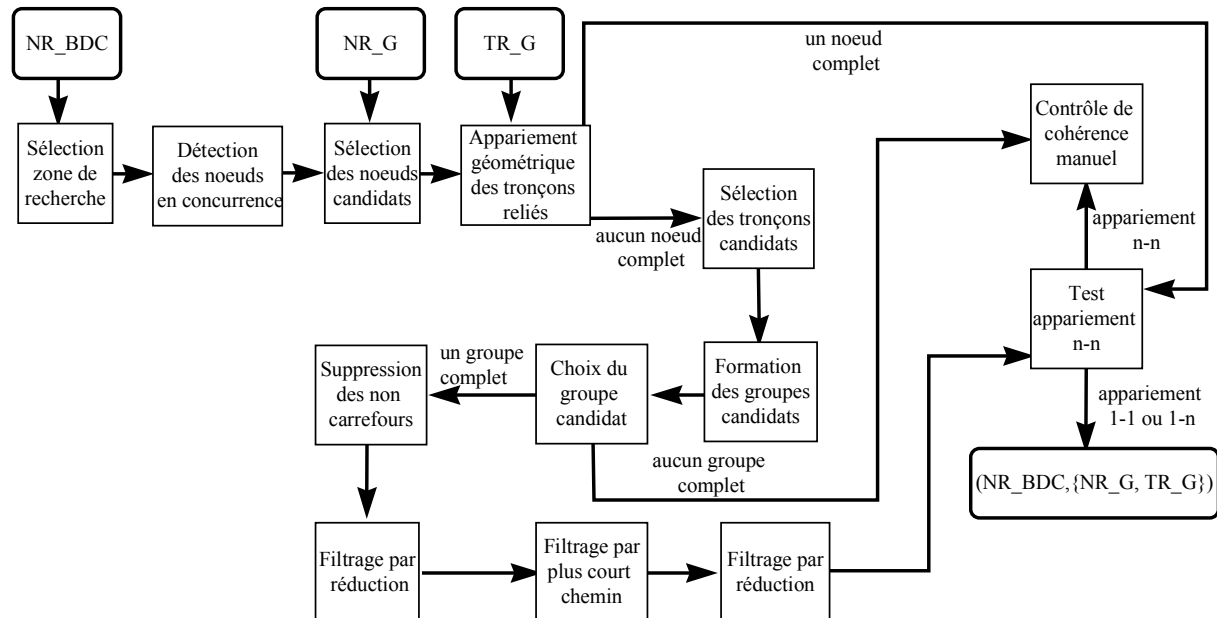 NR_BDC
NR_G
TR_G
un noeud
complet
Sélection
zone de
recherche
Détection
des noeuds
en concurrence
Sélection
des noeuds
candidats
Appariement
géométrique
des tronçons
reliés
Contrôle de
cohérence
manuel
aucun noeud
complet
Sélection
des tronçons
candidats
appariement
n-n
Test
appariement
n-n
Suppression
des non
carrefours
un groupe
complet
Choix du
groupe
candidat
Formation
des groupes
candidats
appariement
1-1 ou 1-n
aucun groupe
complet
(NR_BDC,{NR_G, TR_G})
Filtrage par
réduction
Filtrage par
plus court
chemin
Filtrage par
réduction